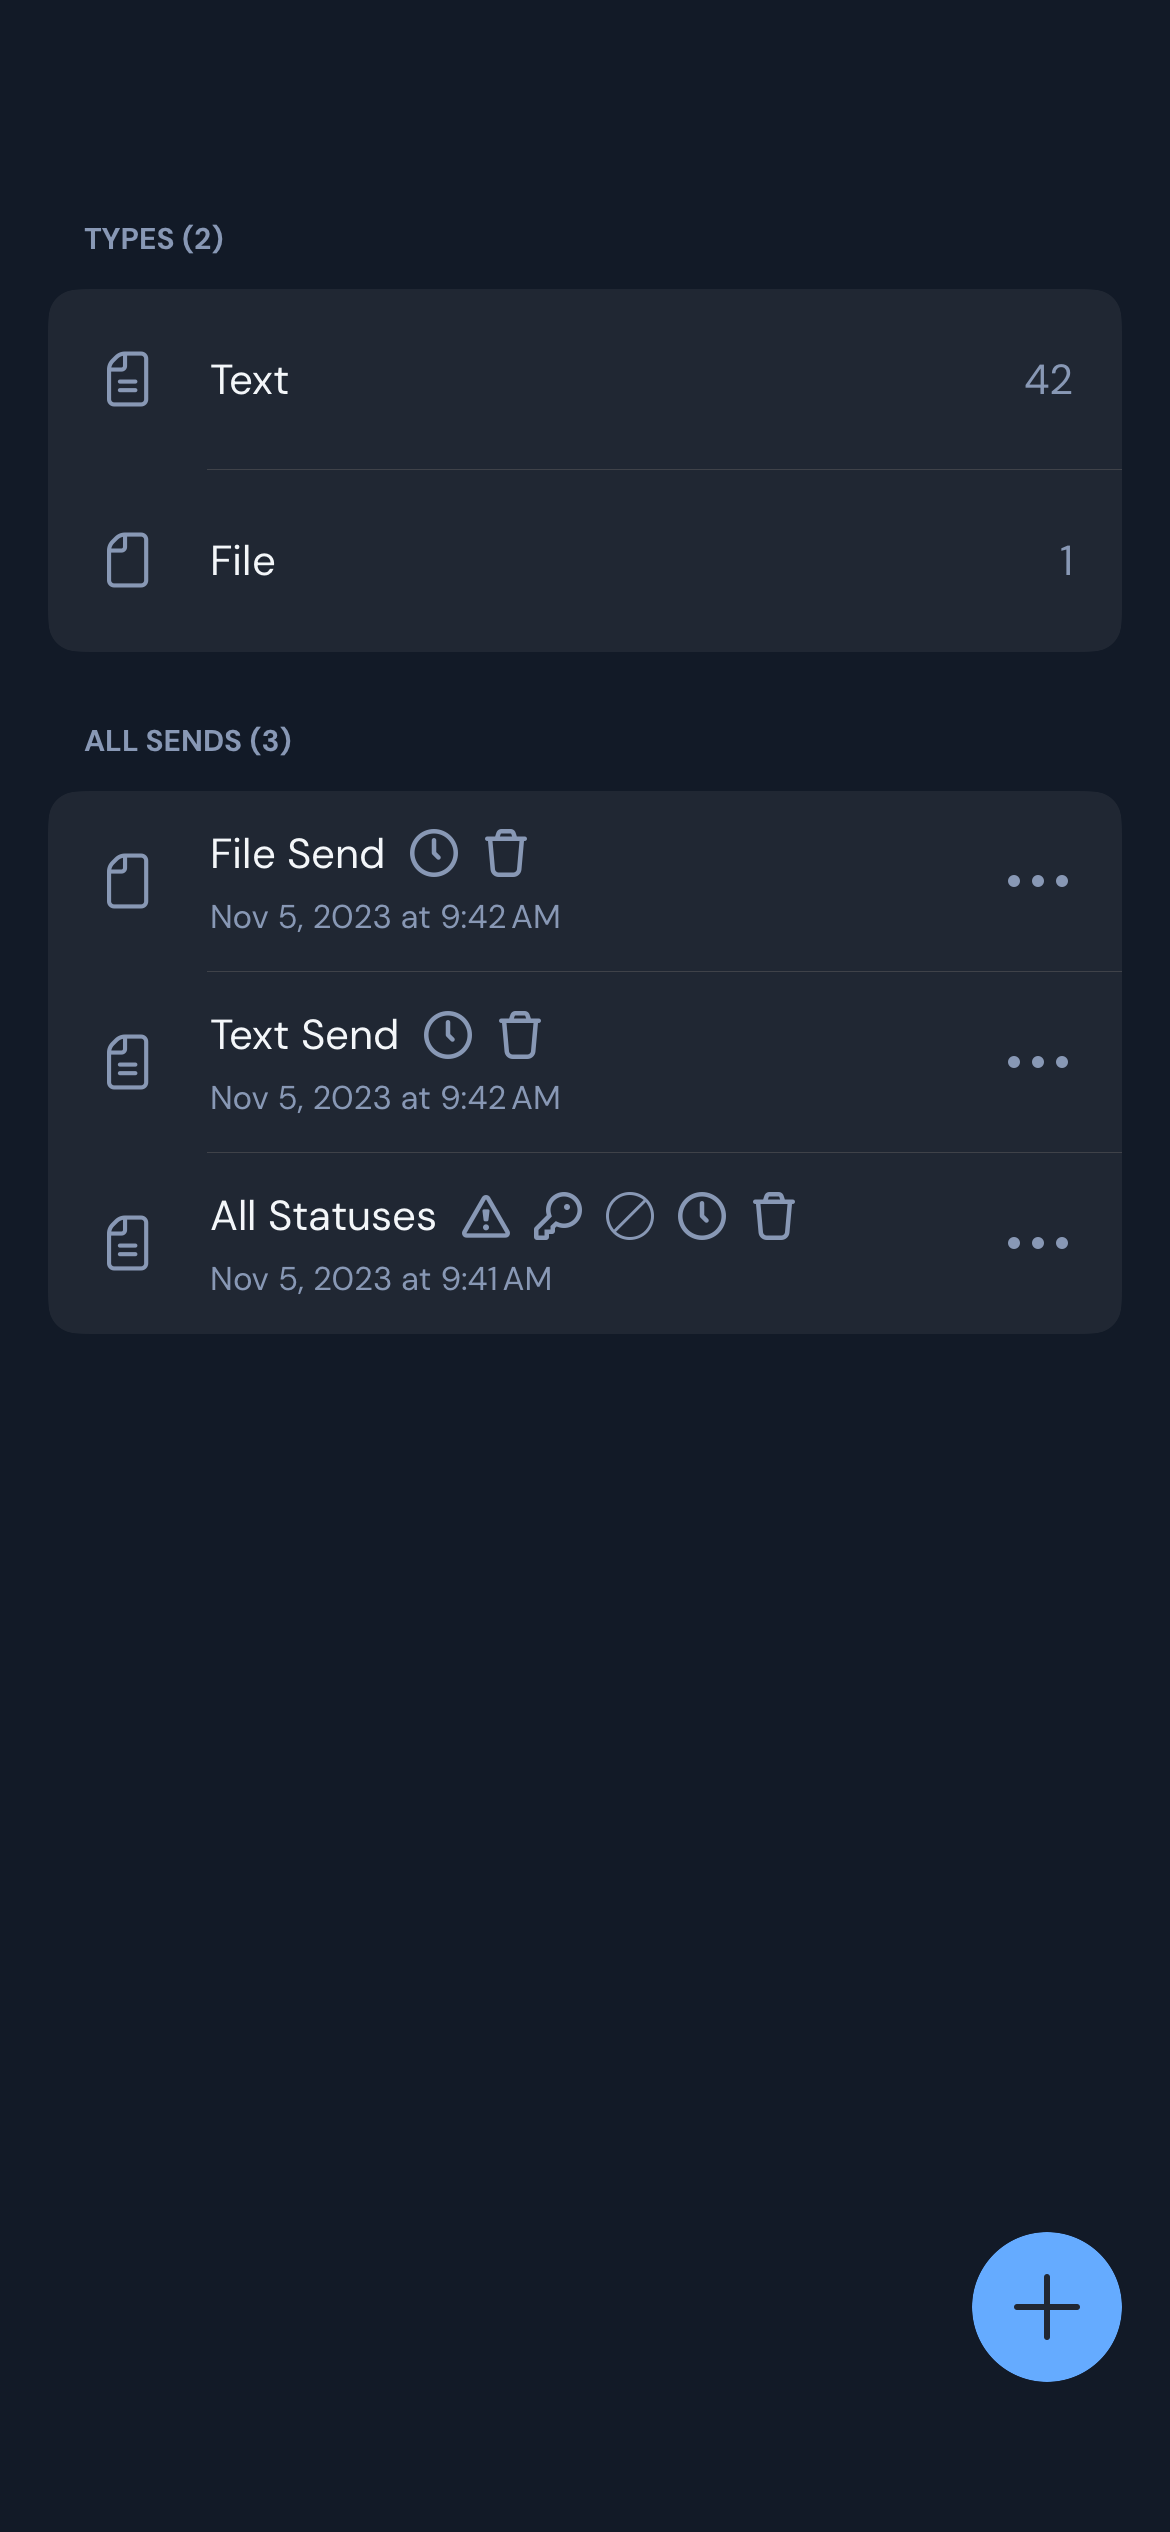 TYPES (2)
Text 42
File 1
ALL SENDS (3)
File Send
Nov 5, 2023 at 9:42 AM
Text Send
Nov 5, 2023 at 9:42 AM
All Statuses
Nov 5, 2023 at 9:41 AM